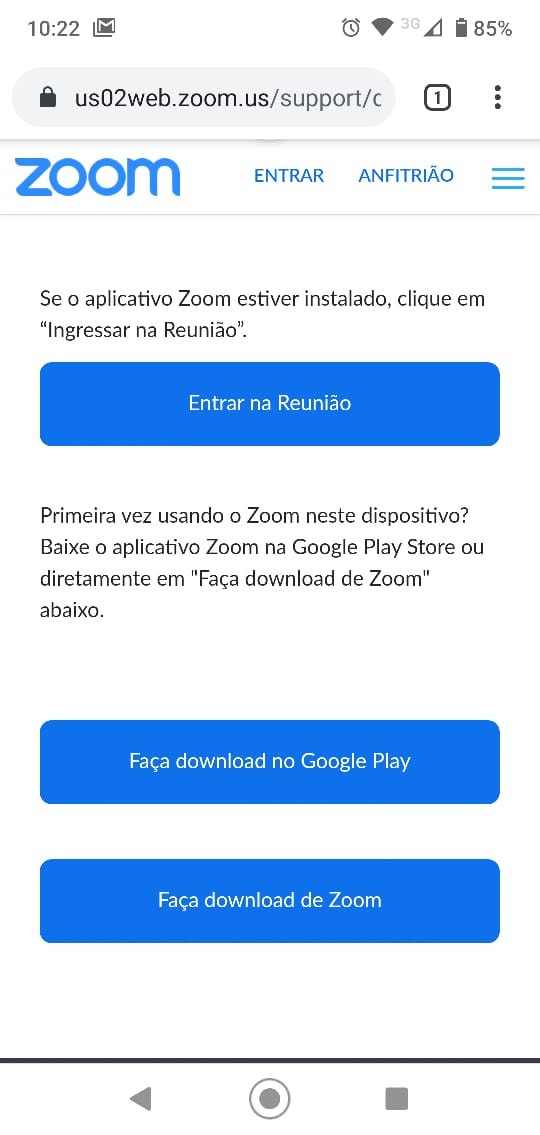 10:22 3G 85%
us02web.zoom.us/support/c 1
zoom ENTRAR ANFITRIÃO
Se o aplicativo Zoom estiver instalado, clique em
“Ingressar na Reunião”.
Entrar na Reunião
Primeira vez usando o Zoom neste dispositivo?
Baixe o aplicativo Zoom na Google Play Store ou
diretamente em "Faça download de Zoom"
abaixo.
Faça download no Google Play
Faça download de Zoom